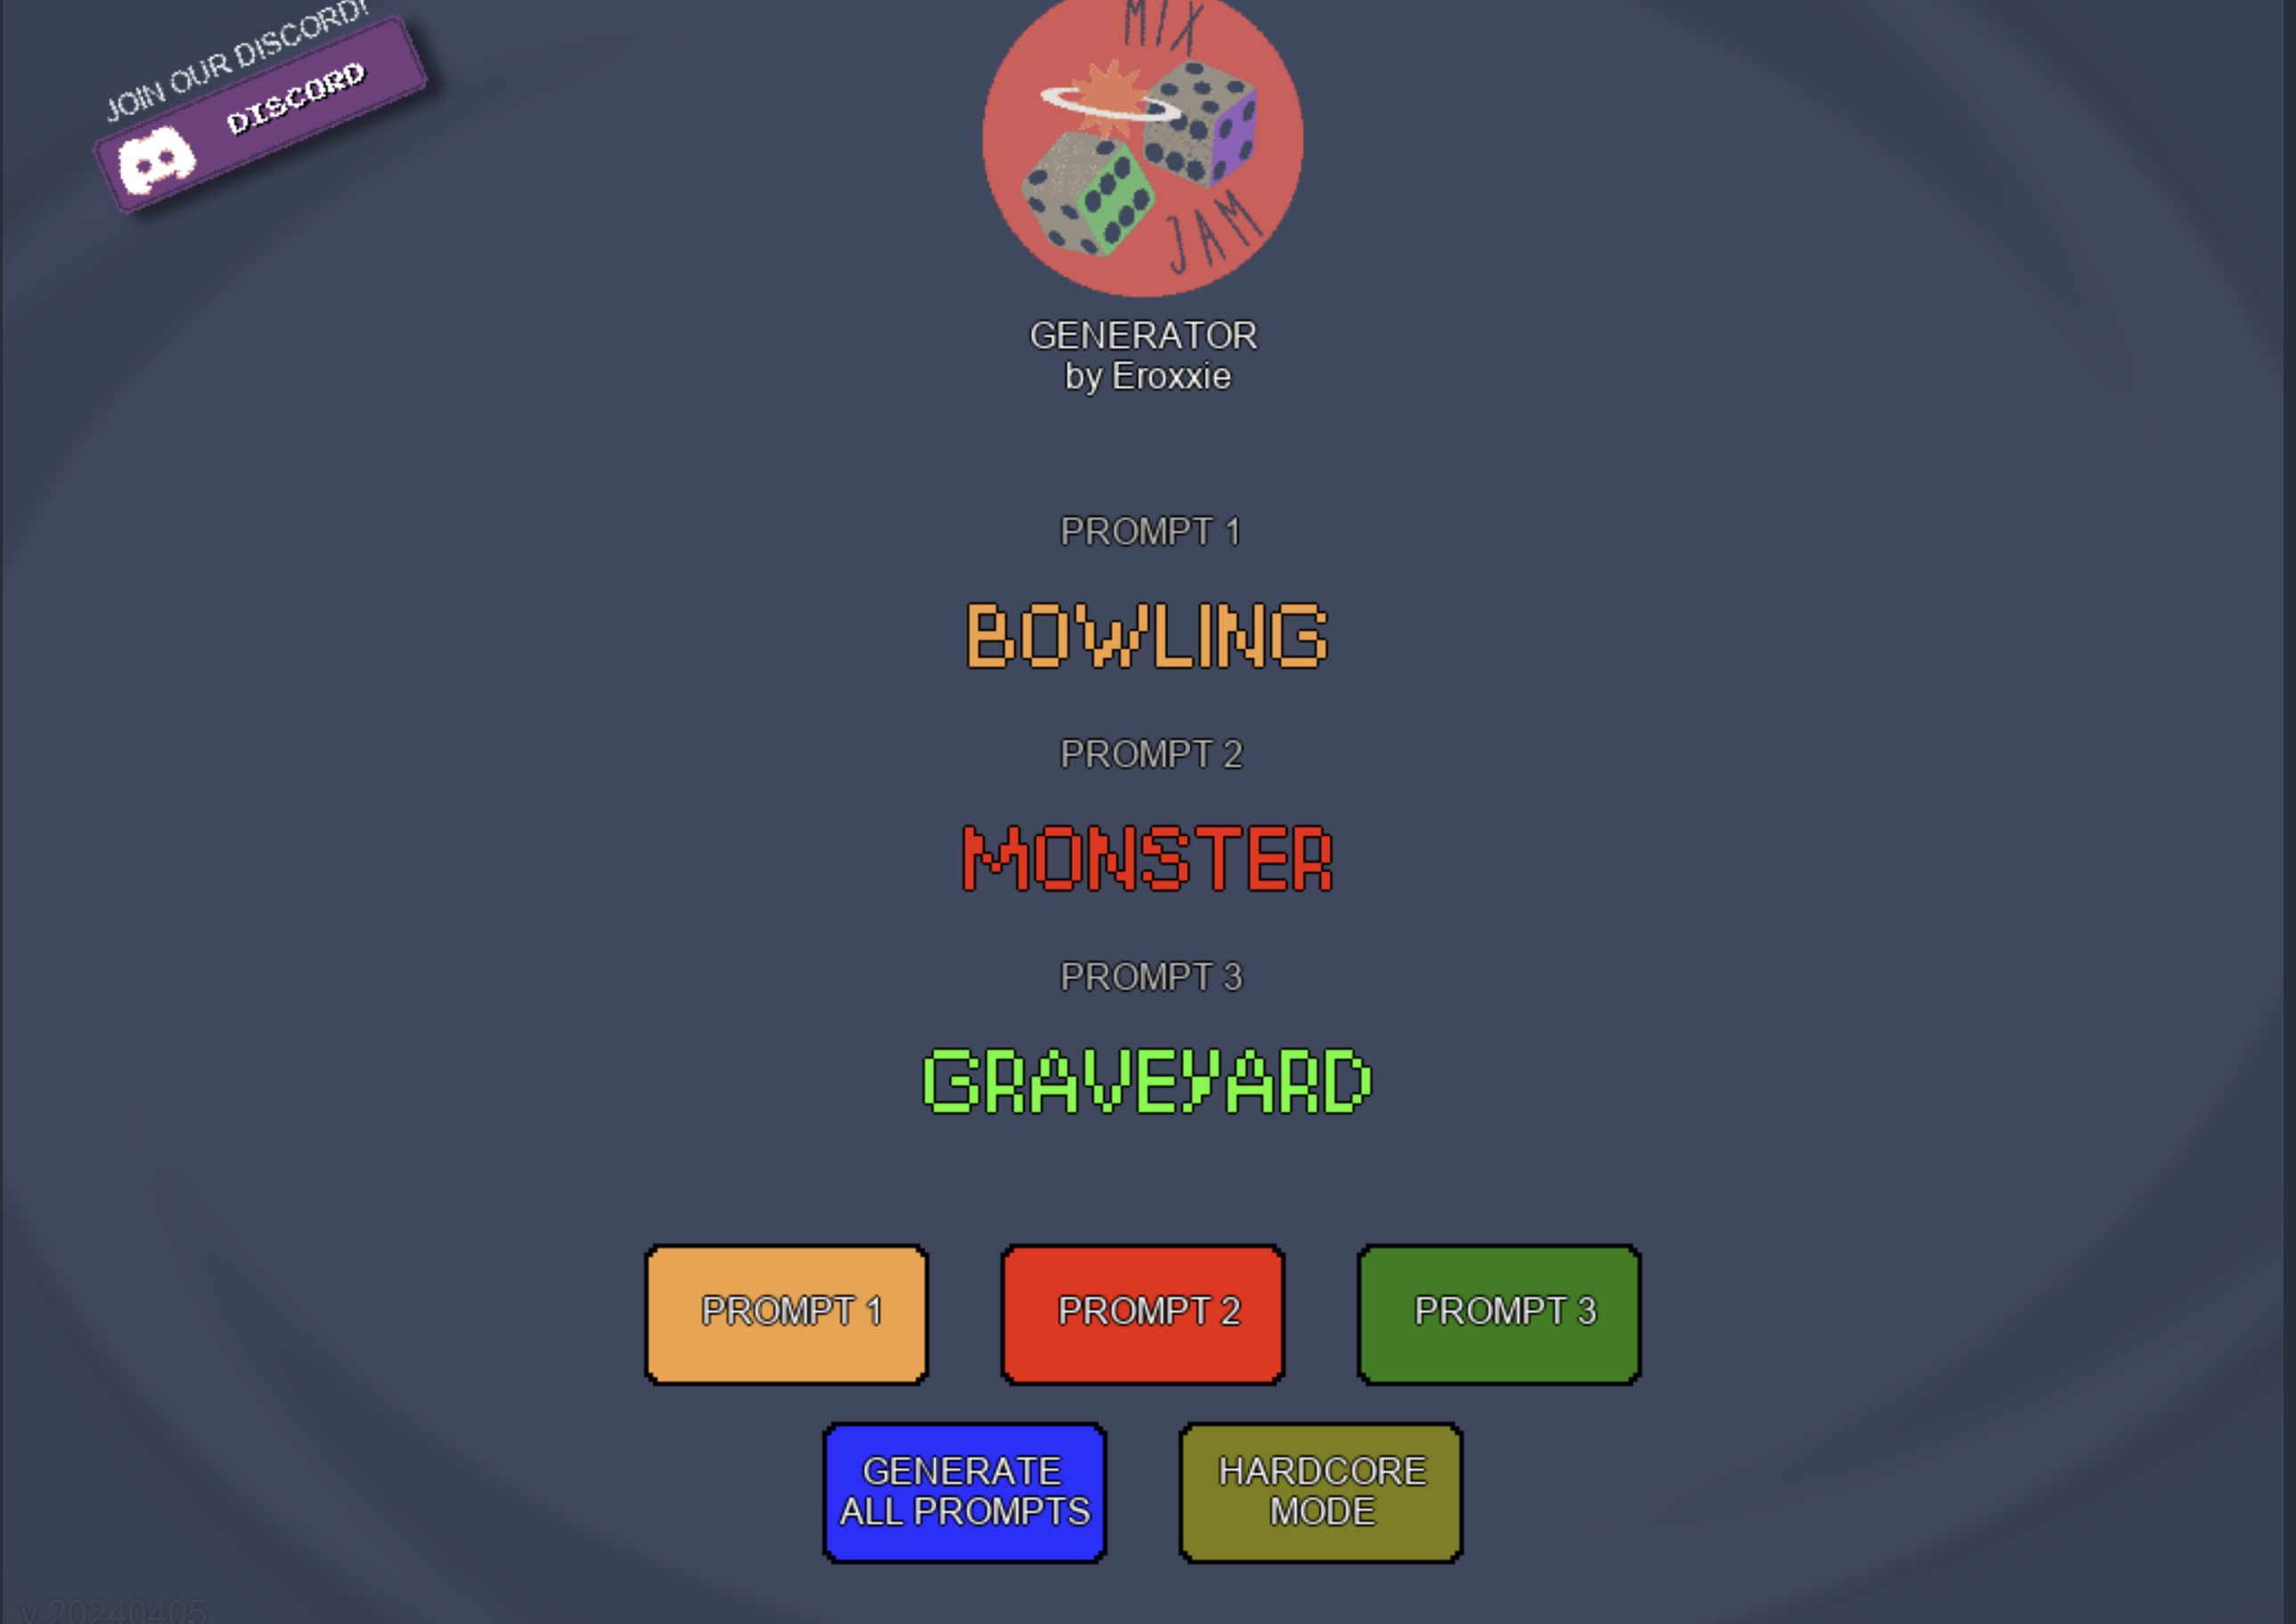 JOIN OUR DISCORD!
DISCORD
MIX
JAM
GENERATOR
by Eroxxie
PROMPT 1
BOWLING
PROMPT 2
MONSTER
PROMPT 3
GRAVEYARD
PROMPT 1
PROMPT 2
PROMPT 3
GENERATE
ALL PROMPTS
HARDCORE
MODE
v.20240405